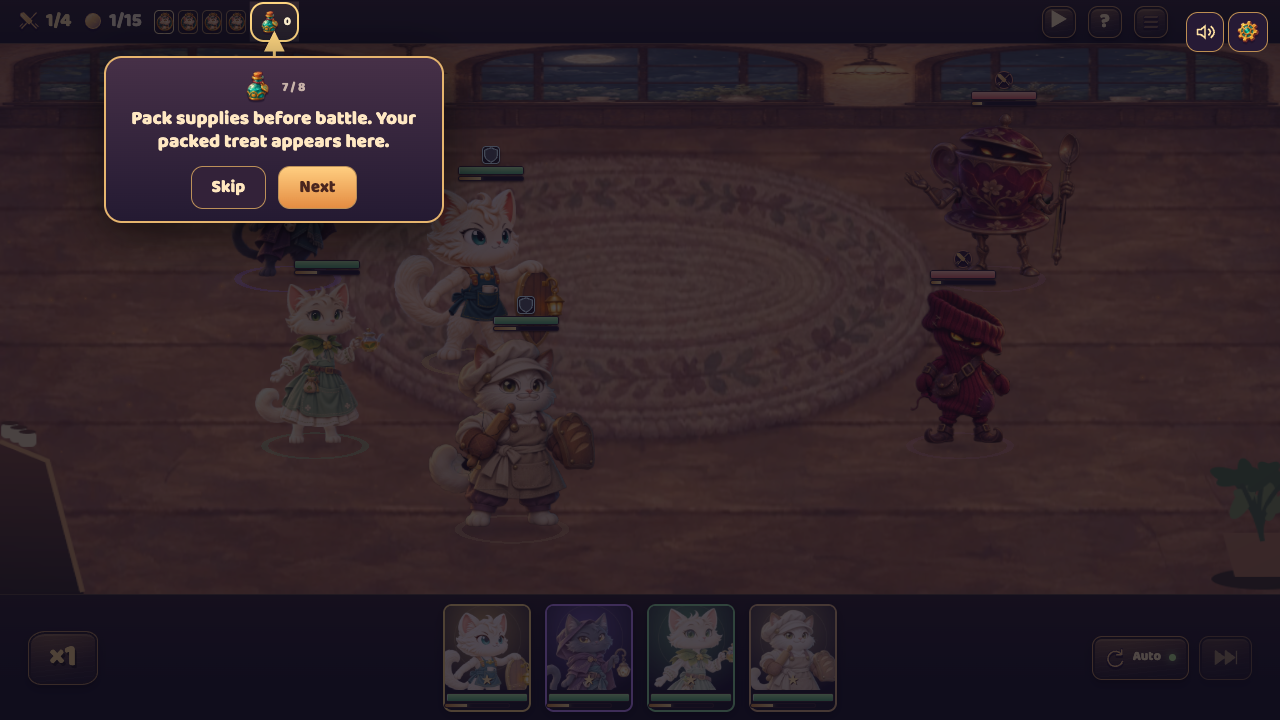 1/4
1/15
0
?
7/8
Pack supplies before battle. Your
packed treat appears here.
Skip
Next
x1
Auto